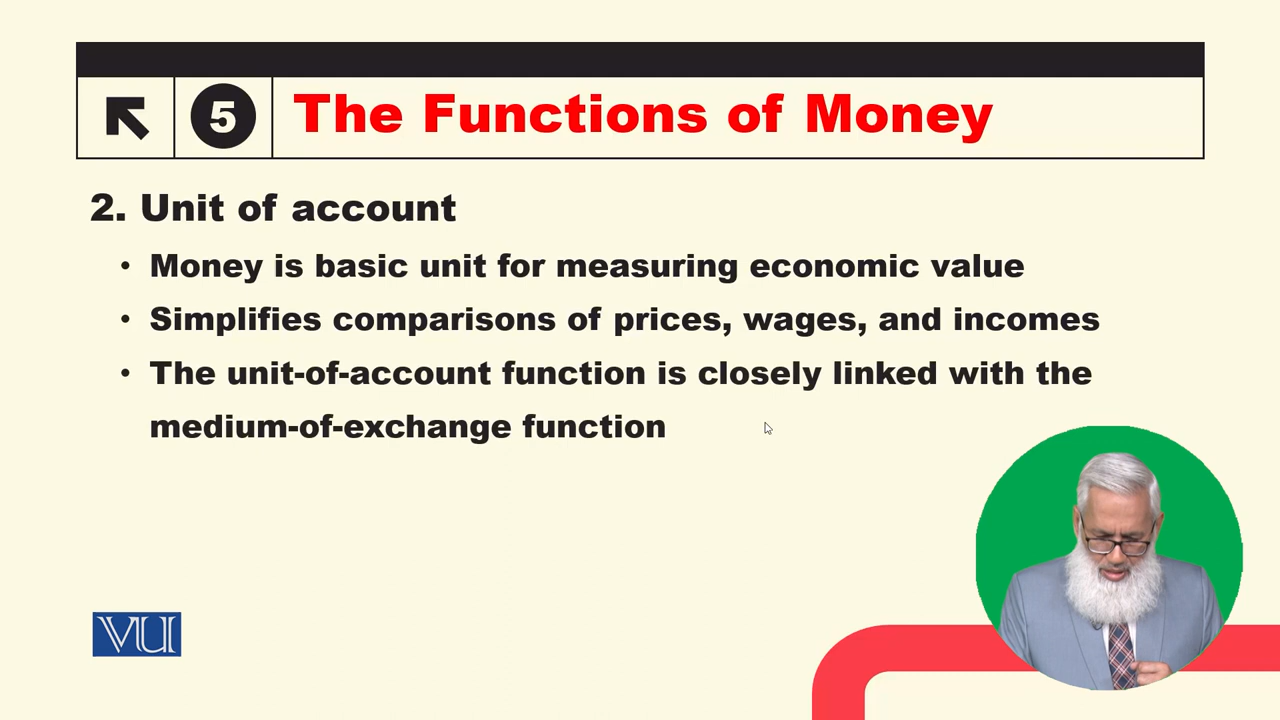 5 The Functions of Money
2. Unit of account
• Money is basic unit for measuring economic value
• Simplifies comparisons of prices, wages, and incomes
• The unit-of-account function is closely linked with the
medium-of-exchange function
VU